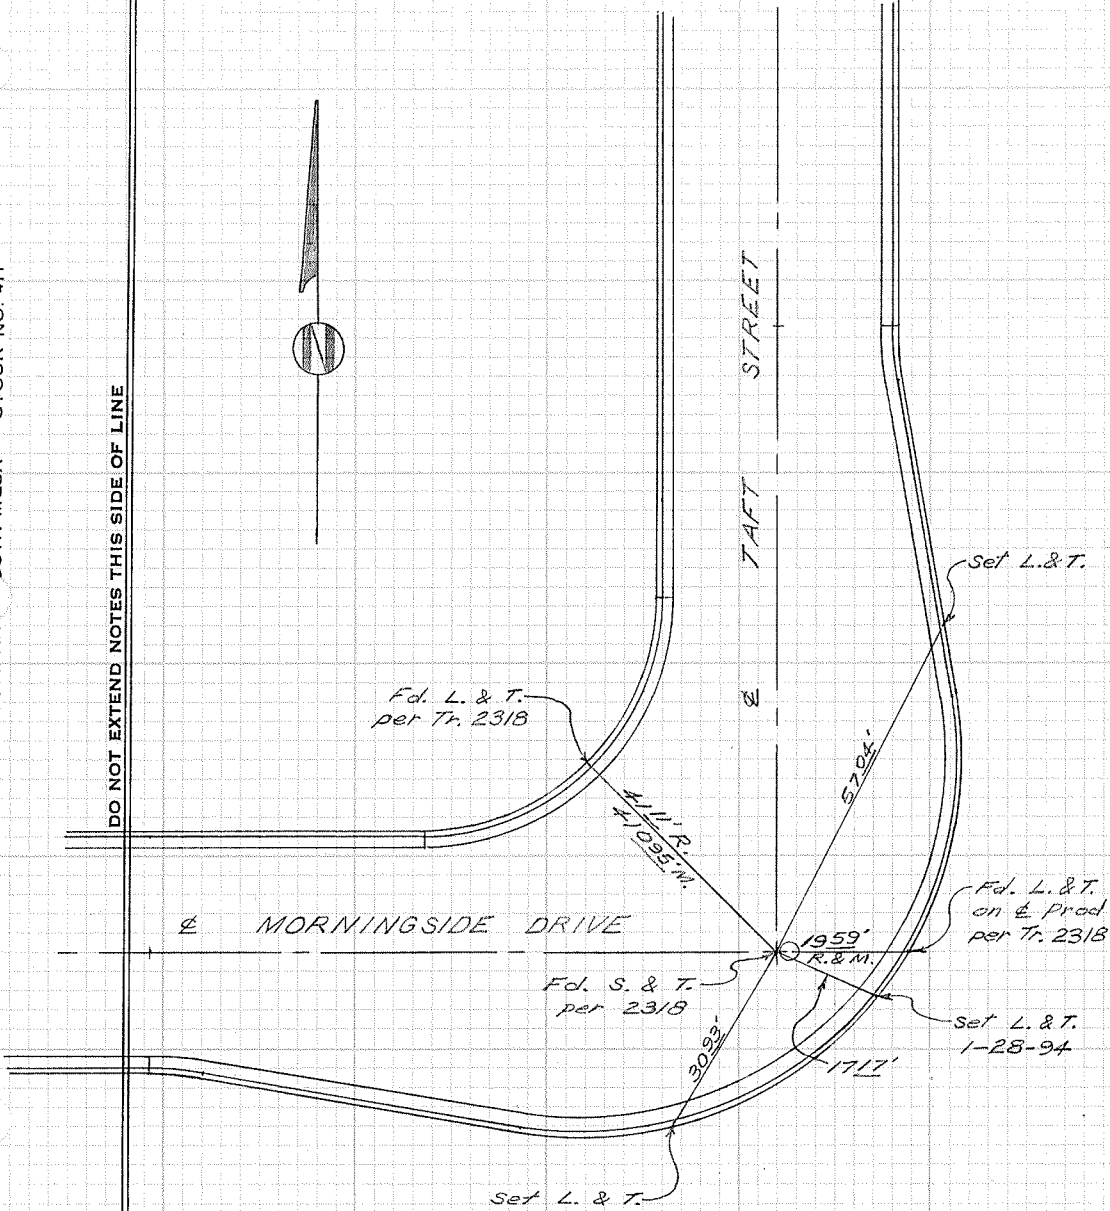 DO NOT EXTEND NOTES THIS SIDE OF LINE
N
TAFT STREET
℄
Set L.&T.
Fd. L. & T.
per Tr. 2318
57.04'
41.11' R.
41.095' M.
℄ MORNINGSIDE DRIVE
19.59'
R.& M.
Fd. L.&T.
on ℄ Prod
per Tr. 2318
Fd. S. & T.
per 2318
Set L.&T.
1-28-94
30.93'
17.17'
Set L. & T.